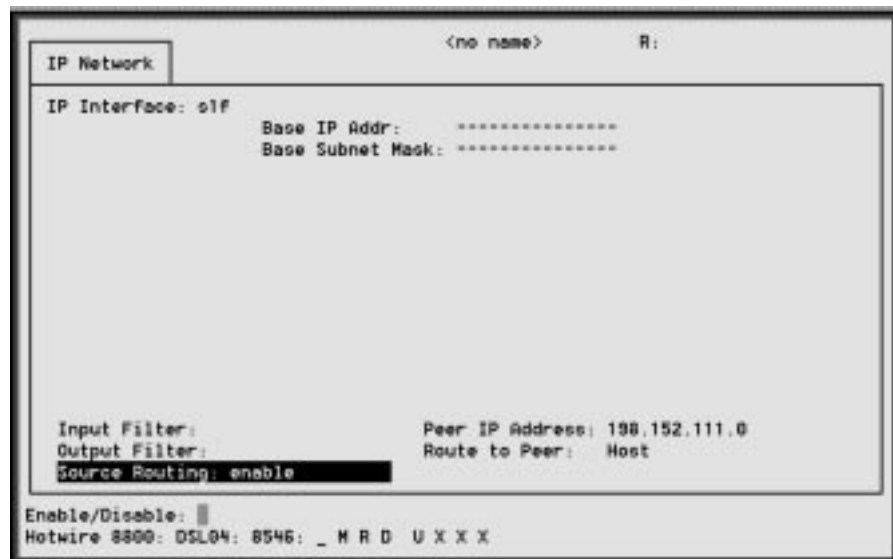 <no name> R:
IP Network
IP Interface: s1f
Base IP Addr: ---------------
Base Subnet Mask: ---------------
Input Filter: Peer IP Address: 198.152.111.0
Output Filter: Route to Peer: Host
Source Routing: enable
Enable/Disable:
Hotwire 8800: DSL04: 8546: _ M R D U X X X